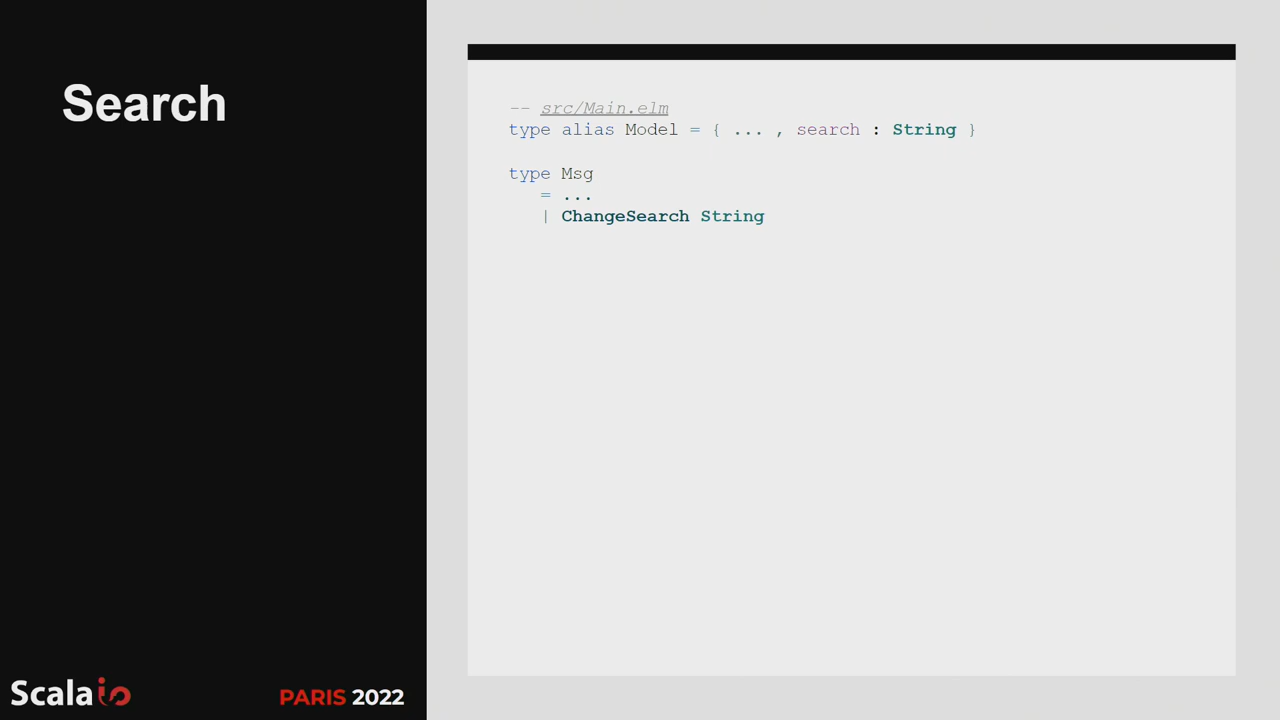 Search
-- src/Main.elm
type alias Model = { ... , search : String }
type Msg
= ...
| ChangeSearch String
Scala io
PARIS 2022